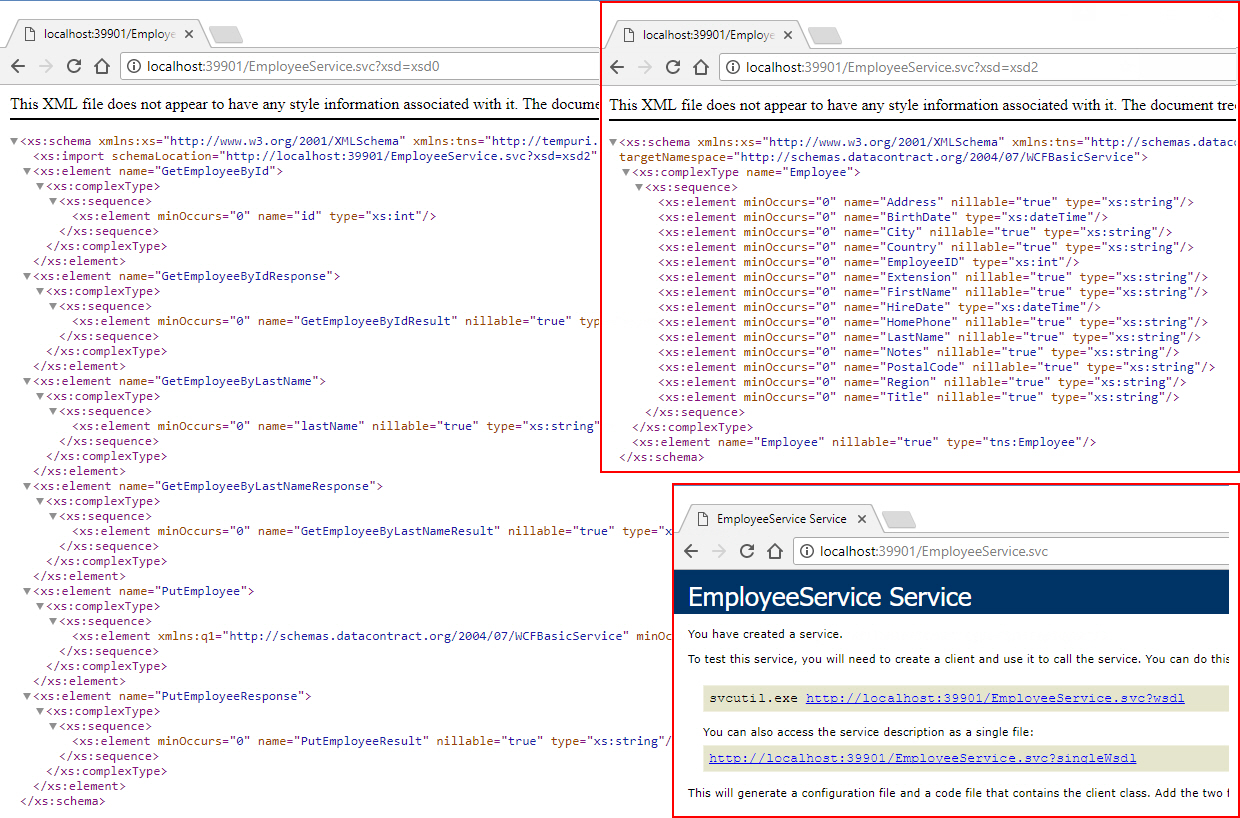 localhost:39901/Employe
localhost:39901/EmployeeService.svc?xsd=xsd0
This XML file does not appear to have any style information associated with it. The docume
<xs:schema xmlns:xs="http://www.w3.org/2001/XMLSchema" xmlns:tns="http://tempuri.
<xs:import schemaLocation="http://localhost:39901/EmployeeService.svc?xsd=xsd2"
<xs:element name="GetEmployeeById">
<xs:complexType>
<xs:sequence>
<xs:element minOccurs="0" name="id" type="xs:int"/>
</xs:sequence>
</xs:complexType>
</xs:element>
<xs:element name="GetEmployeeByIdResponse">
<xs:complexType>
<xs:sequence>
<xs:element minOccurs="0" name="GetEmployeeByIdResult" nillable="true" typ
</xs:sequence>
</xs:complexType>
</xs:element>
<xs:element name="GetEmployeeByLastName">
<xs:complexType>
<xs:sequence>
<xs:element minOccurs="0" name="lastName" nillable="true" type="xs:string"
</xs:sequence>
</xs:complexType>
</xs:element>
<xs:element name="GetEmployeeByLastNameResponse">
<xs:complexType>
<xs:sequence>
<xs:element minOccurs="0" name="GetEmployeeByLastNameResult" nillable="true" type="x
</xs:sequence>
</xs:complexType>
</xs:element>
<xs:element name="PutEmployee">
<xs:complexType>
<xs:sequence>
<xs:element xmlns:q1="http://schemas.datacontract.org/2004/07/WCFBasicService" minOc
</xs:sequence>
</xs:complexType>
</xs:element>
<xs:element name="PutEmployeeResponse">
<xs:complexType>
<xs:sequence>
<xs:element minOccurs="0" name="PutEmployeeResult" nillable="true" type="xs:string"/
</xs:sequence>
</xs:complexType>
</xs:element>
</xs:schema>
localhost:39901/Employe
localhost:39901/EmployeeService.svc?xsd=xsd2
This XML file does not appear to have any style information associated with it. The document tre
<xs:schema xmlns:xs="http://www.w3.org/2001/XMLSchema" xmlns:tns="http://schemas.dataco
targetNamespace="http://schemas.datacontract.org/2004/07/WCFBasicService">
<xs:complexType name="Employee">
<xs:sequence>
<xs:element minOccurs="0" name="Address" nillable="true" type="xs:string"/>
<xs:element minOccurs="0" name="BirthDate" type="xs:dateTime"/>
<xs:element minOccurs="0" name="City" nillable="true" type="xs:string"/>
<xs:element minOccurs="0" name="Country" nillable="true" type="xs:string"/>
<xs:element minOccurs="0" name="EmployeeID" type="xs:int"/>
<xs:element minOccurs="0" name="Extension" nillable="true" type="xs:string"/>
<xs:element minOccurs="0" name="FirstName" nillable="true" type="xs:string"/>
<xs:element minOccurs="0" name="HireDate" type="xs:dateTime"/>
<xs:element minOccurs="0" name="HomePhone" nillable="true" type="xs:string"/>
<xs:element minOccurs="0" name="LastName" nillable="true" type="xs:string"/>
<xs:element minOccurs="0" name="Notes" nillable="true" type="xs:string"/>
<xs:element minOccurs="0" name="PostalCode" nillable="true" type="xs:string"/>
<xs:element minOccurs="0" name="Region" nillable="true" type="xs:string"/>
<xs:element minOccurs="0" name="Title" nillable="true" type="xs:string"/>
</xs:sequence>
</xs:complexType>
<xs:element name="Employee" nillable="true" type="tns:Employee"/>
</xs:schema>
EmployeeService Service
localhost:39901/EmployeeService.svc
EmployeeService Service
You have created a service.
To test this service, you will need to create a client and use it to call the service. You can do this
svcutil.exe http://localhost:39901/EmployeeService.svc?wsdl
You can also access the service description as a single file:
http://localhost:39901/EmployeeService.svc?singleWsdl
This will generate a configuration file and a code file that contains the client class. Add the two f